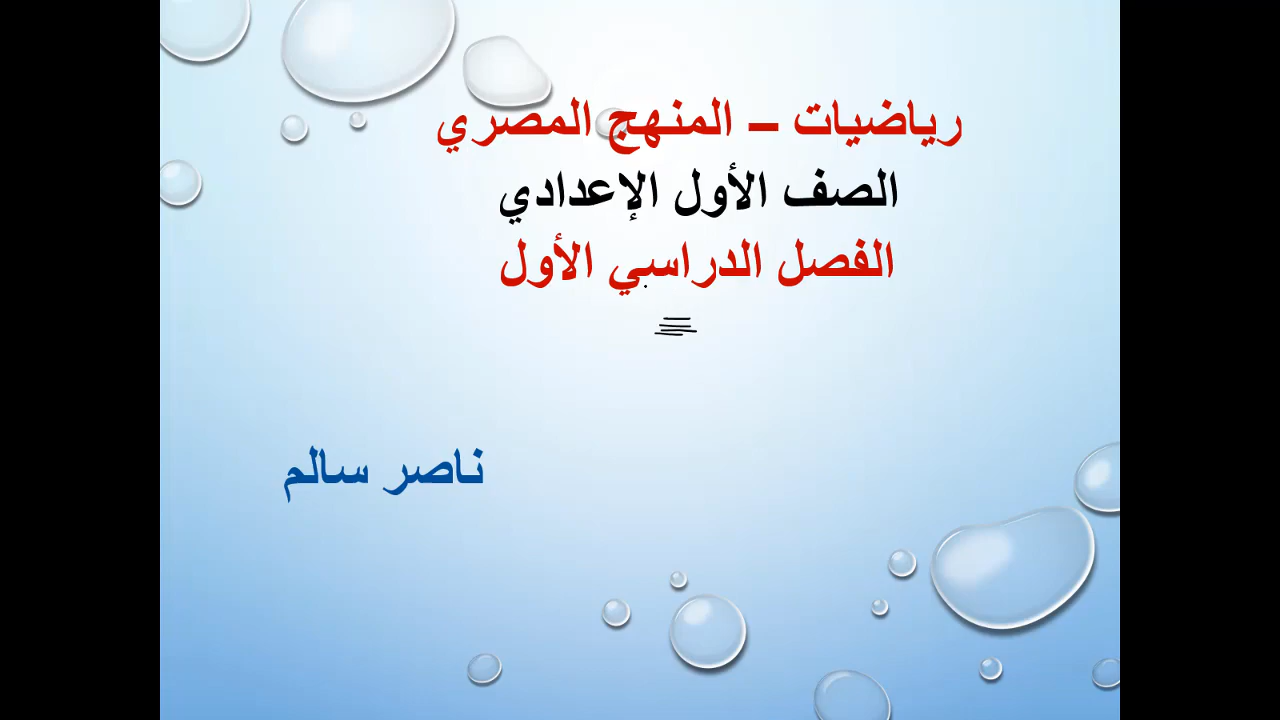 رياضيات – المنهج المصري
الصف الأول الإعدادي
الفصل الدراسي الأول
ناصر سالم